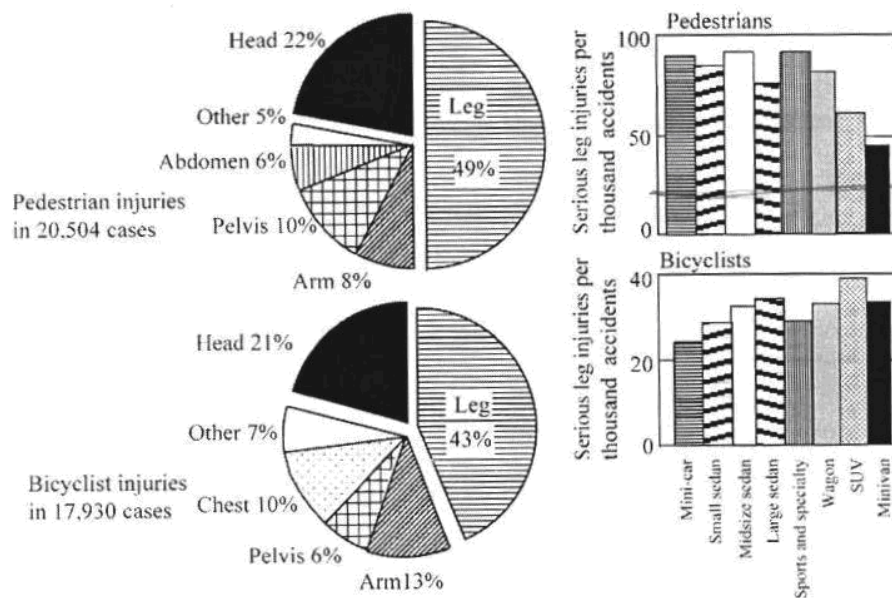 Head 22%
Other 5%
Abdomen 6%
Pelvis 10%
Arm 8%
Leg
49%
Pedestrian injuries
in 20,504 cases
Pedestrians
Serious leg injuries per
thousand accidents
100
50
0
Head 21%
Other 7%
Chest 10%
Pelvis 6%
Arm13%
Leg
43%
Bicyclist injuries
in 17,930 cases
Bicyclists
Serious leg injuries per
thousand accidents
40
20
0
Mini-car
Small sedan
Midsize sedan
Large sedan
Sports and specialty
Wagon
SUV
Minivan